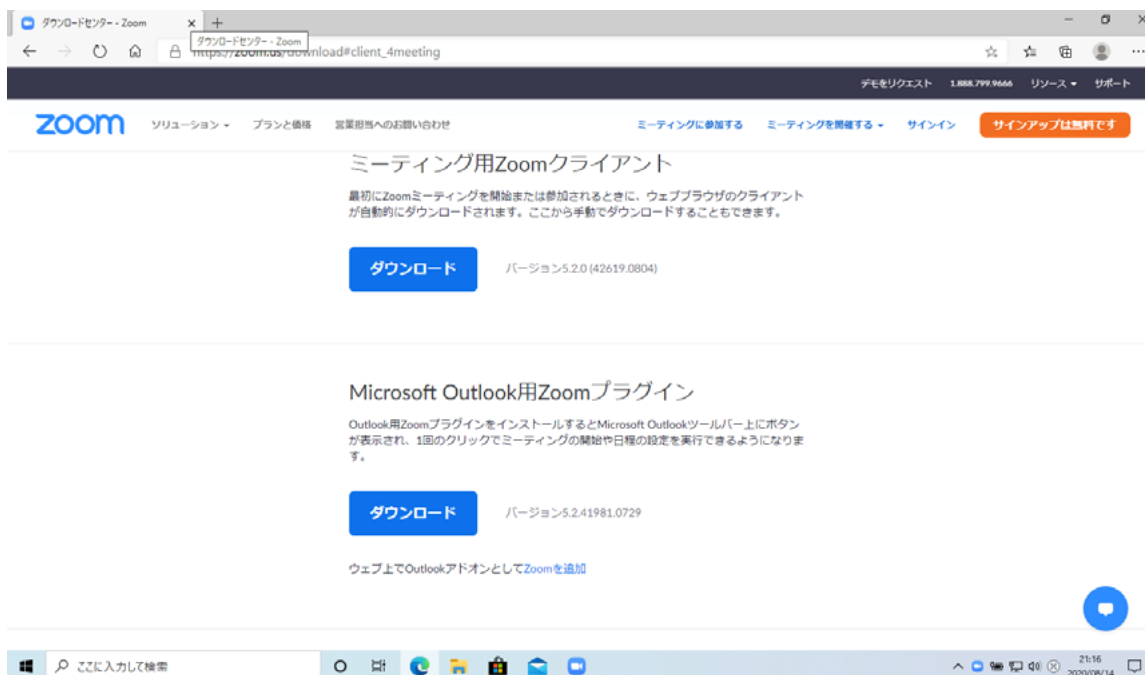 ダウンロードセンター - Zoom
ダウンロードセンター - Zoom
https://zoom.us/download#client_4meeting
デモをリクエスト 1.888.799.9666 リソース サポート
zoom ソリューション プランと価格 営業担当へのお問い合わせ ミーティングに参加する ミーティングを開催する サインイン サインアップは無料です
ミーティング用Zoomクライアント
最初にZoomミーティングを開始または参加されるときに、ウェブブラウザのクライアント
が自動的にダウンロードされます。ここから手動でダウンロードすることもできます。
ダウンロード バージョン5.2.0 (42619.0804)
Microsoft Outlook用Zoomプラグイン
Outlook用ZoomプラグインをインストールするとMicrosoft Outlookツールバー上にボタン
が表示され、1回のクリックでミーティングの開始や日程の設定を実行できるようになりま
す。
ダウンロード バージョン5.2.41981.0729
ウェブ上でOutlookアドオンとしてZoomを追加
ここに入力して検索
21:16
2020/08/14